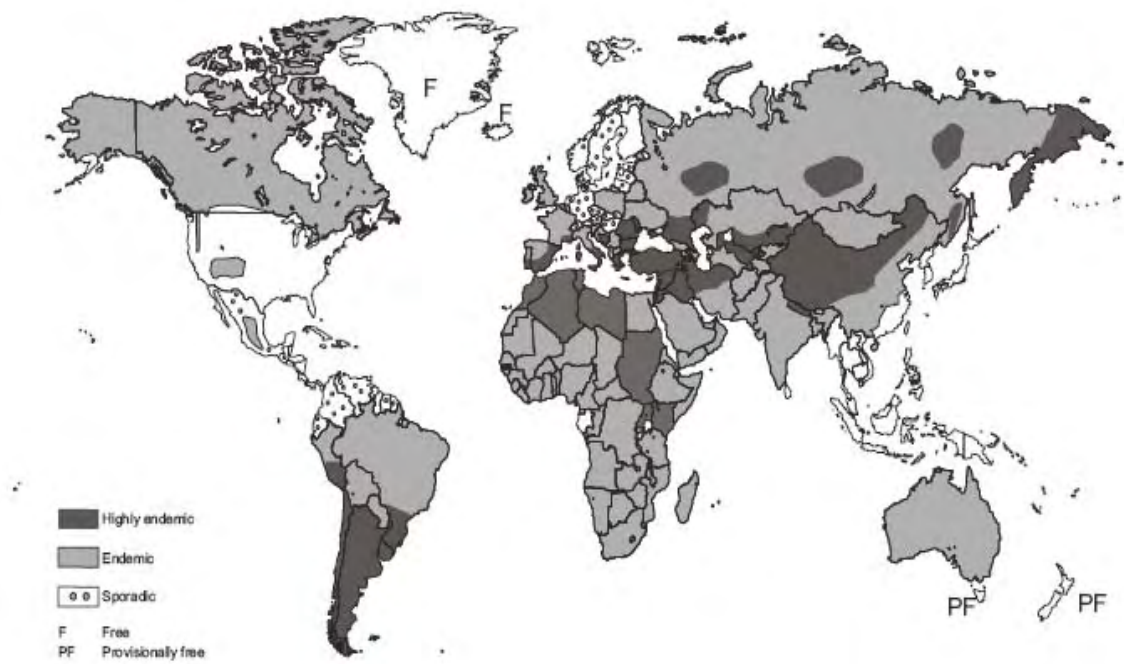 F
F
Highly endemic
Endemic
Sporadic
F Free
PF Provisionally free
PF
PF